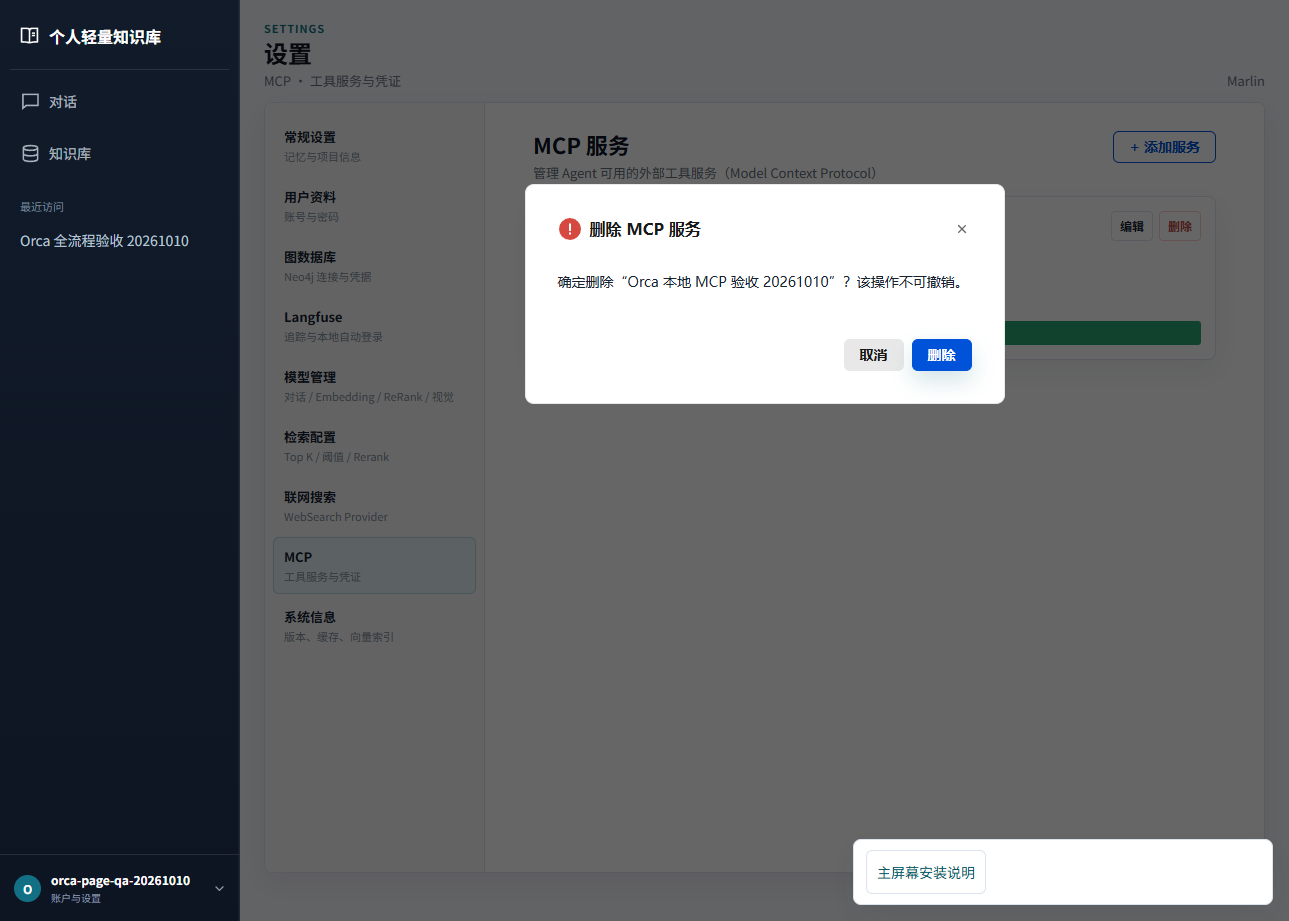 个人轻量知识库
对话
知识库
最近访问
Orca 全流程验收 20261010
orca-page-qa-20261010
账户与设置
SETTINGS
设置
MCP · 工具服务与凭证
Marlin
常规设置
记忆与项目信息
用户资料
账号与密码
图数据库
Neo4j 连接与凭据
Langfuse
追踪与本地自动登录
模型管理
对话 / Embedding / ReRank / 视觉
检索配置
Top K / 阈值 / Rerank
联网搜索
WebSearch Provider
MCP
工具服务与凭证
系统信息
版本、缓存、向量索引
MCP 服务
+ 添加服务
管理 Agent 可用的外部工具服务（Model Context Protocol）
编辑
删除
删除 MCP 服务
确定删除“Orca 本地 MCP 验收 20261010”？该操作不可撤销。
取消
删除
主屏幕安装说明